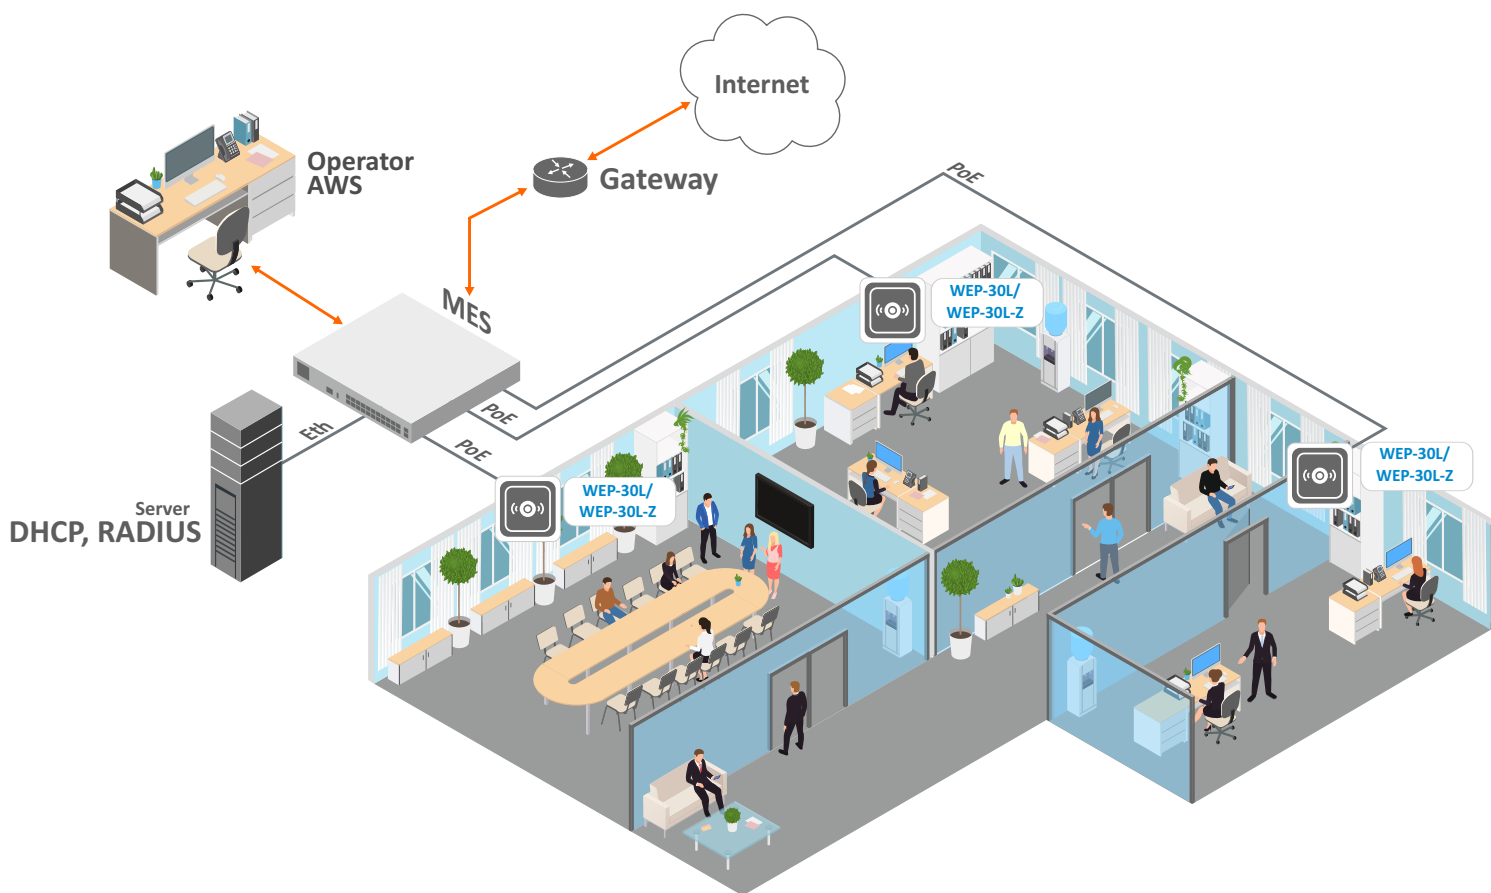 Internet
Operator
AWS
Gateway
PoE
MES
WEP-30L/
WEP-30L-Z
PoE
Eth
PoE
WEP-30L/
WEP-30L-Z
WEP-30L/
WEP-30L-Z
Server
DHCP, RADIUS